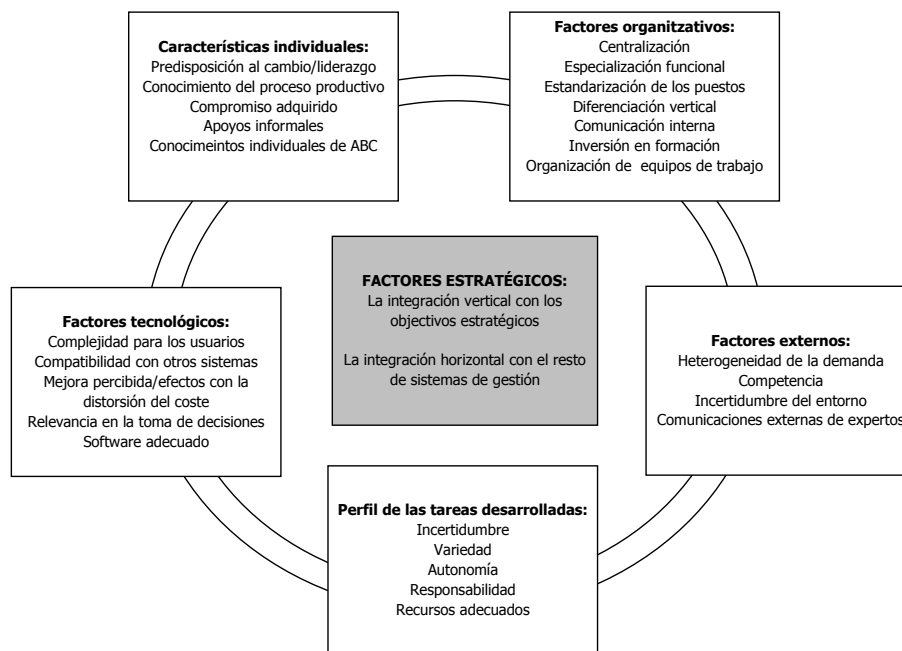 Características individuales:
Predisposición al cambio/liderazgo
Conocimiento del proceso productivo
Compromiso adquirido
Apoyos informales
Conocimeintos individuales de ABC
Factores organitzativos:
Centralización
Especialización funcional
Estandarización de los puestos
Diferenciación vertical
Comunicación interna
Inversión en formación
Organización de equipos de trabajo
FACTORES ESTRATÉGICOS:
La integración vertical con los
objectivos estratégicos
La integración horizontal con el resto
de sistemas de gestión
Factores tecnológicos:
Complejidad para los usuarios
Compatibilidad con otros sistemas
Mejora percibida/efectos con la
distorsión del coste
Relevancia en la toma de decisiones
Software adecuado
Factores externos:
Heterogeneidad de la demanda
Competencia
Incertidumbre del entorno
Comunicaciones externas de expertos
Perfil de las tareas desarrolladas:
Incertidumbre
Variedad
Autonomía
Responsabilidad
Recursos adecuados